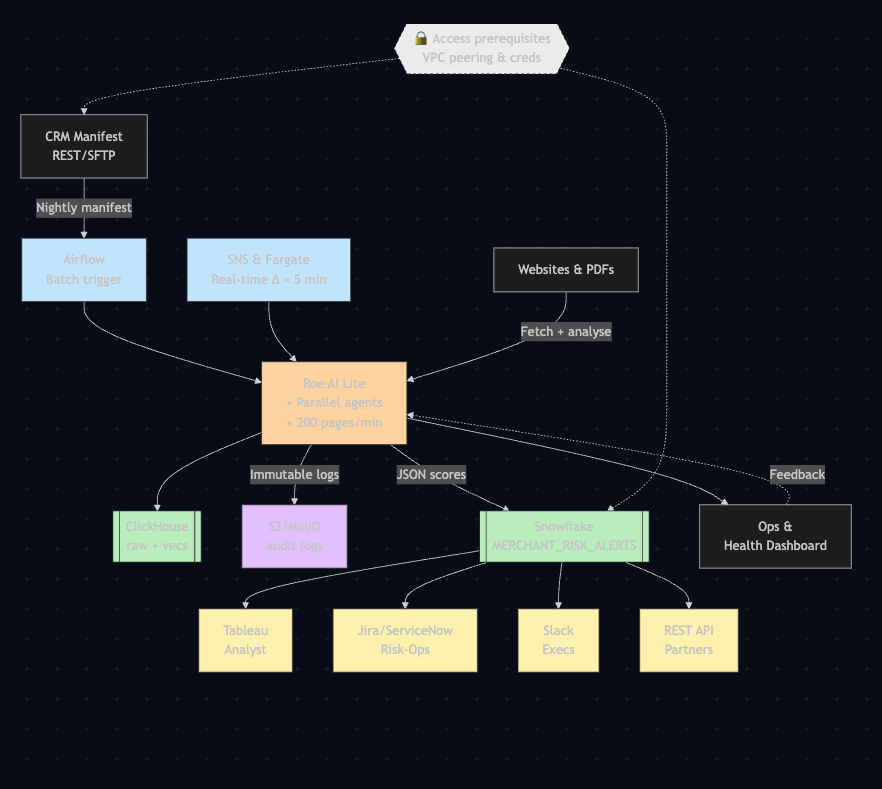 🔒 Access prerequisites
VPC peering & creds
CRM Manifest
REST/SFTP
Nightly manifest
Airflow
Batch trigger
SNS & Fargate
Real-time Δ < 5 min
Websites & PDFs
Fetch + analyse
Roe AI Lite
• Parallel agents
• 200 pages/min
Immutable logs
JSON scores
Feedback
ClickHouse
raw + vecs
S3/MinIO
audit logs
Snowflake
MERCHANT_RISK_ALERTS
Ops &
Health Dashboard
Tableau
Analyst
Jira/ServiceNow
Risk-Ops
Slack
Execs
REST API
Partners